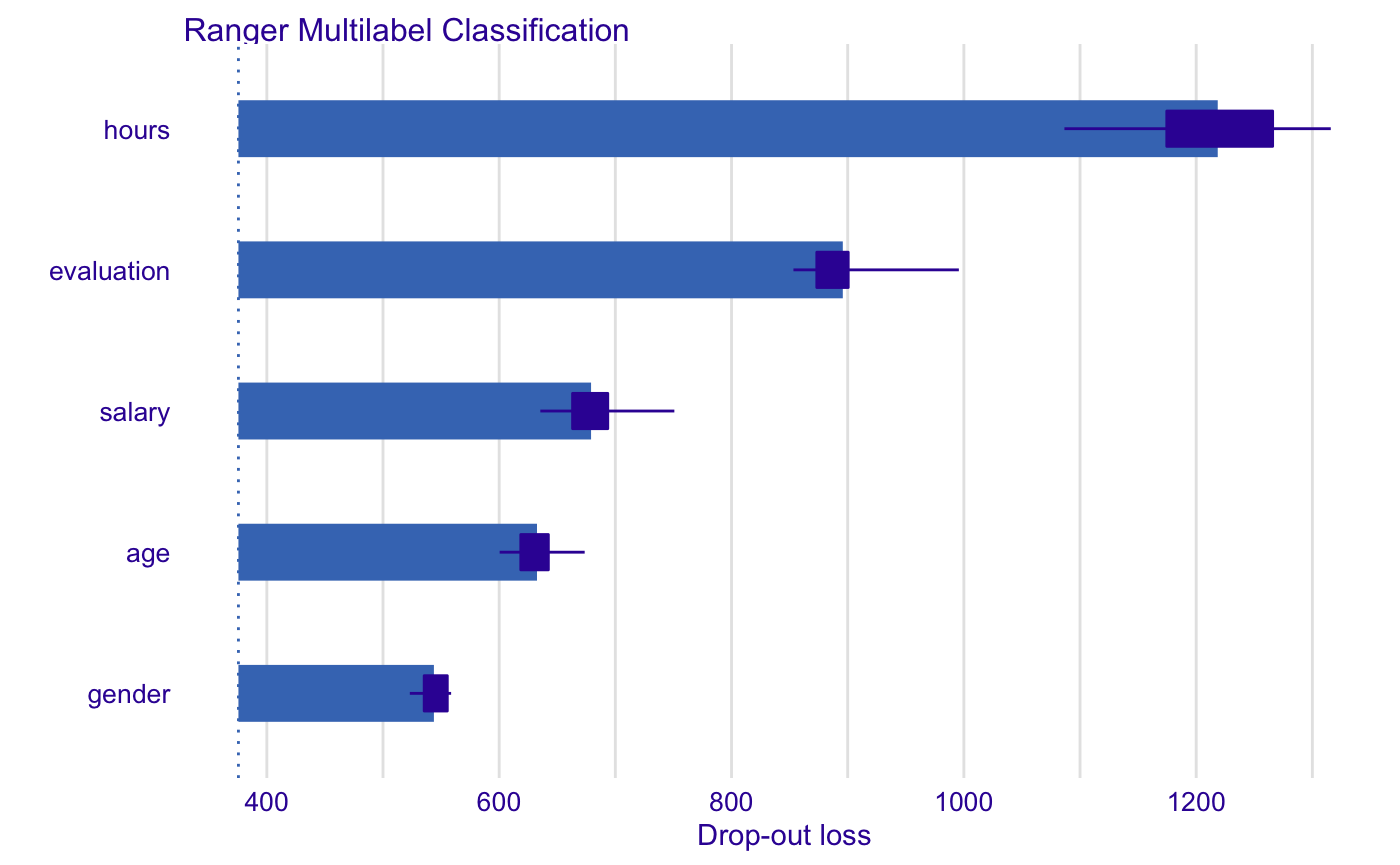 Ranger Multilabel Classification
hours
evaluation
salary
age
gender
400 600 800 1000 1200
Drop-out loss